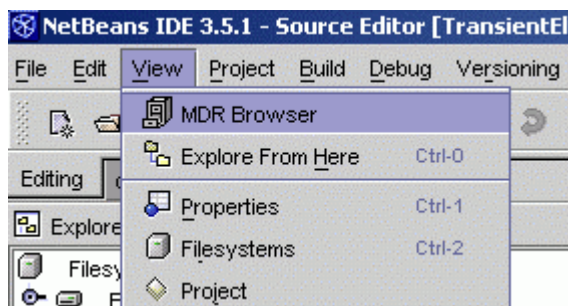 NetBeans IDE 3.5.1 - Source Editor [TransientEl
File Edit View Project Build Debug Versioning
MDR Browser
Explore From Here Ctrl-0
Editing
Properties Ctrl-1
Explore
Filesystems Ctrl-2
Filesy
Project